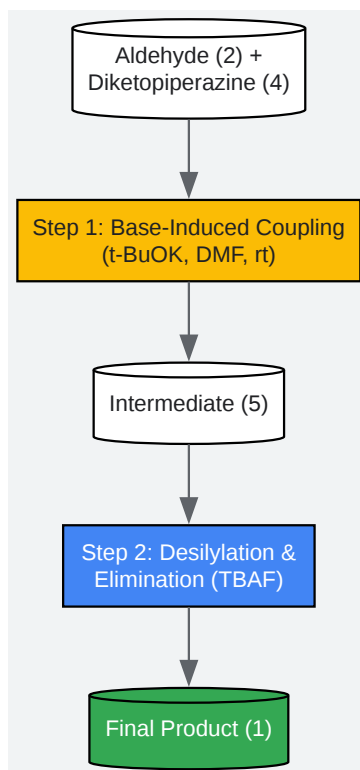 Aldehyde (2) +
Diketopiperazine (4)
Step 1: Base-Induced Coupling
(t-BuOK, DMF, rt)
Intermediate (5)
Step 2: Desilylation &
Elimination (TBAF)
Final Product (1)